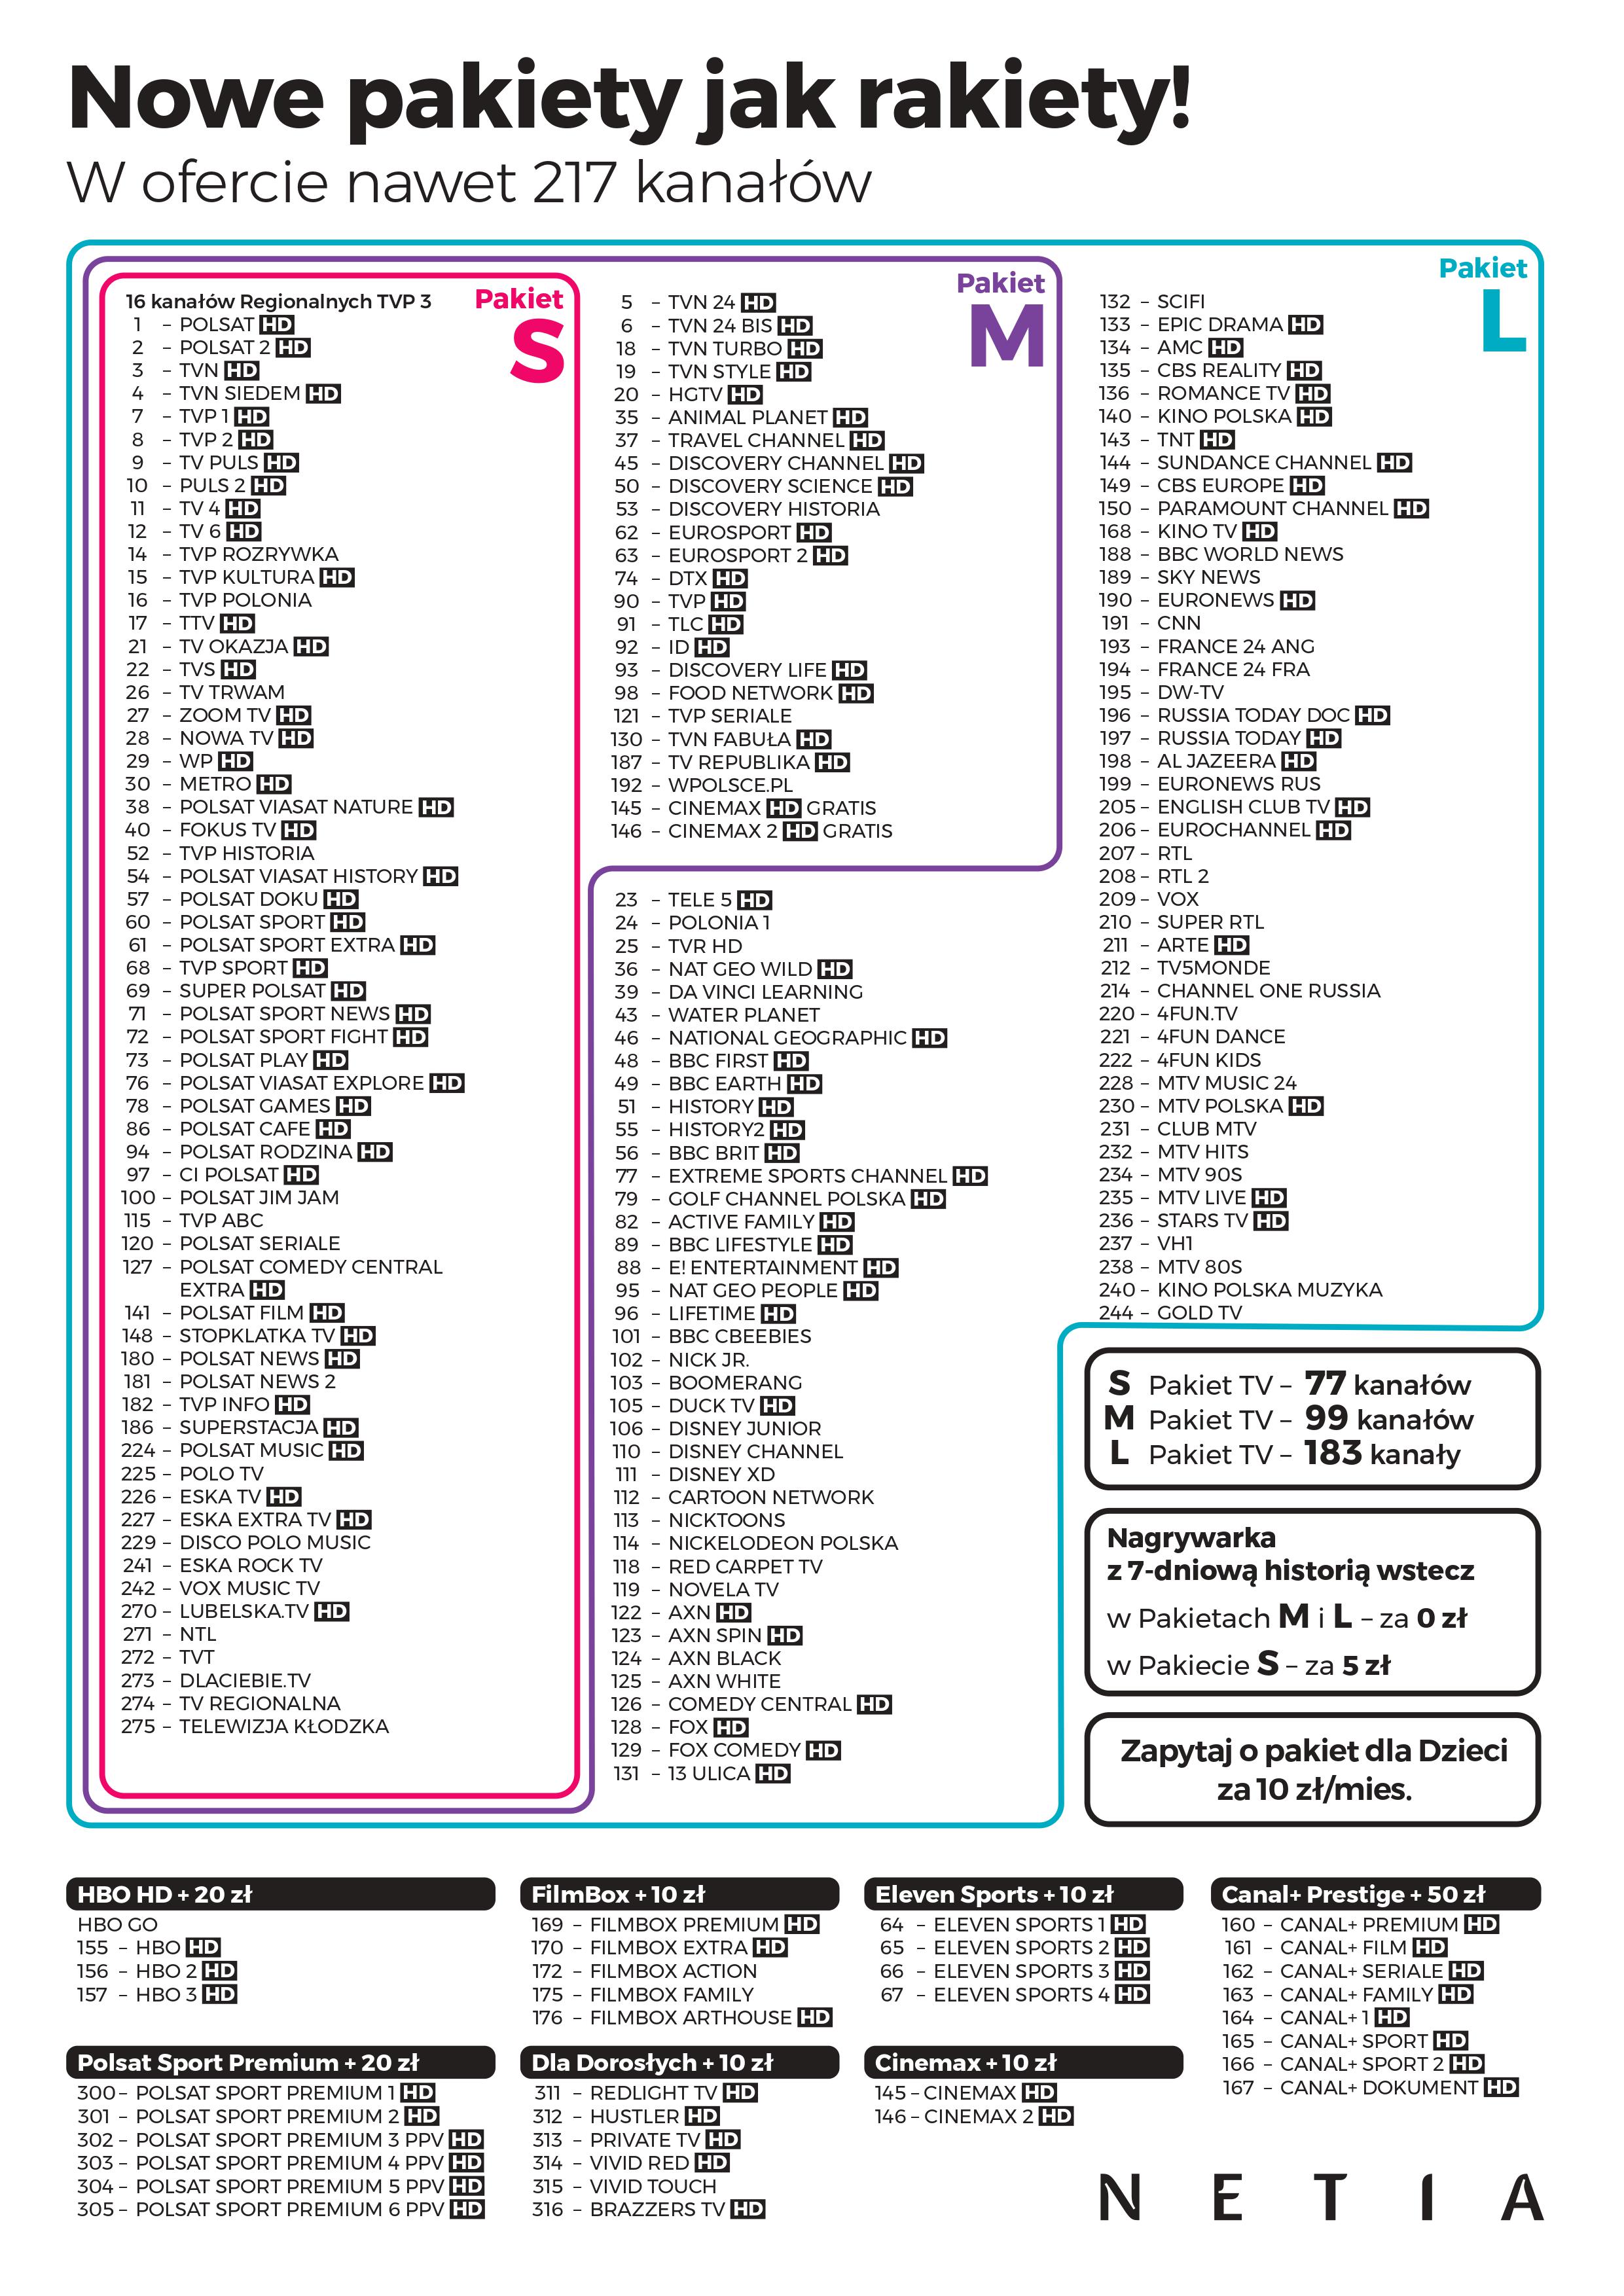 Nowe pakiety jak rakiety!
W ofercie nawet 217 kanałów
Pakiet
S
16 kanałów Regionalnych TVP 3
1 – POLSAT HD
2 – POLSAT 2 HD
3 – TVN HD
4 – TVN SIEDEM HD
7 – TVP 1 HD
8 – TVP 2 HD
9 – TV PULS HD
10 – PULS 2 HD
11 – TV 4 HD
12 – TV 6 HD
14 – TVP ROZRYWKA
15 – TVP KULTURA HD
16 – TVP POLONIA
17 – TTV HD
21 – TV OKAZJA HD
22 – TVS HD
26 – TV TRWAM
27 – ZOOM TV HD
28 – NOWA TV HD
29 – WP HD
30 – METRO HD
38 – POLSAT VIASAT NATURE HD
40 – FOKUS TV HD
52 – TVP HISTORIA
54 – POLSAT VIASAT HISTORY HD
57 – POLSAT DOKU HD
60 – POLSAT SPORT HD
61 – POLSAT SPORT EXTRA HD
68 – TVP SPORT HD
69 – SUPER POLSAT HD
71 – POLSAT SPORT NEWS HD
72 – POLSAT SPORT FIGHT HD
73 – POLSAT PLAY HD
76 – POLSAT VIASAT EXPLORE HD
78 – POLSAT GAMES HD
86 – POLSAT CAFE HD
94 – POLSAT RODZINA HD
97 – CI POLSAT HD
100 – POLSAT JIM JAM
115 – TVP ABC
120 – POLSAT SERIALE
127 – POLSAT COMEDY CENTRAL
EXTRA HD
141 – POLSAT FILM HD
148 – STOPKLATKA TV HD
180 – POLSAT NEWS HD
181 – POLSAT NEWS 2
182 – TVP INFO HD
186 – SUPERSTACJA HD
224 – POLSAT MUSIC HD
225 – POLO TV
226 – ESKA TV HD
227 – ESKA EXTRA TV HD
229 – DISCO POLO MUSIC
241 – ESKA ROCK TV
242 – VOX MUSIC TV
270 – LUBELSKA.TV HD
271 – NTL
272 – TVT
273 – DLACIEBIE.TV
274 – TV REGIONALNA
275 – TELEWIZJA KŁODZKA
Pakiet
M
5 – TVN 24 HD
6 – TVN 24 BIS HD
18 – TVN TURBO HD
19 – TVN STYLE HD
20 – HGTV HD
35 – ANIMAL PLANET HD
37 – TRAVEL CHANNEL HD
45 – DISCOVERY CHANNEL HD
50 – DISCOVERY SCIENCE HD
53 – DISCOVERY HISTORIA
62 – EUROSPORT HD
63 – EUROSPORT 2 HD
74 – DTX HD
90 – TVP HD
91 – TLC HD
92 – ID HD
93 – DISCOVERY LIFE HD
98 – FOOD NETWORK HD
121 – TVP SERIALE
130 – TVN FABUŁA HD
187 – TV REPUBLIKA HD
192 – WPOLSCE.PL
145 – CINEMAX HD GRATIS
146 – CINEMAX 2 HD GRATIS
23 – TELE 5 HD
24 – POLONIA 1
25 – TVR HD
36 – NAT GEO WILD HD
39 – DA VINCI LEARNING
43 – WATER PLANET
46 – NATIONAL GEOGRAPHIC HD
48 – BBC FIRST HD
49 – BBC EARTH HD
51 – HISTORY HD
55 – HISTORY2 HD
56 – BBC BRIT HD
77 – EXTREME SPORTS CHANNEL HD
79 – GOLF CHANNEL POLSKA HD
82 – ACTIVE FAMILY HD
89 – BBC LIFESTYLE HD
88 – E! ENTERTAINMENT HD
95 – NAT GEO PEOPLE HD
96 – LIFETIME HD
101 – BBC CBEEBIES
102 – NICK JR.
103 – BOOMERANG
105 – DUCK TV HD
106 – DISNEY JUNIOR
110 – DISNEY CHANNEL
111 – DISNEY XD
112 – CARTOON NETWORK
113 – NICKTOONS
114 – NICKELODEON POLSKA
118 – RED CARPET TV
119 – NOVELA TV
122 – AXN HD
123 – AXN SPIN HD
124 – AXN BLACK
125 – AXN WHITE
126 – COMEDY CENTRAL HD
128 – FOX HD
129 – FOX COMEDY HD
131 – 13 ULICA HD
Pakiet
L
132 – SCIFI
133 – EPIC DRAMA HD
134 – AMC HD
135 – CBS REALITY HD
136 – ROMANCE TV HD
140 – KINO POLSKA HD
143 – TNT HD
144 – SUNDANCE CHANNEL HD
149 – CBS EUROPE HD
150 – PARAMOUNT CHANNEL HD
168 – KINO TV HD
188 – BBC WORLD NEWS
189 – SKY NEWS
190 – EURONEWS HD
191 – CNN
193 – FRANCE 24 ANG
194 – FRANCE 24 FRA
195 – DW-TV
196 – RUSSIA TODAY DOC HD
197 – RUSSIA TODAY HD
198 – AL JAZEERA HD
199 – EURONEWS RUS
205 – ENGLISH CLUB TV HD
206 – EUROCHANNEL HD
207 – RTL
208 – RTL 2
209 – VOX
210 – SUPER RTL
211 – ARTE HD
212 – TV5MONDE
214 – CHANNEL ONE RUSSIA
220 – 4FUN.TV
221 – 4FUN DANCE
222 – 4FUN KIDS
228 – MTV MUSIC 24
230 – MTV POLSKA HD
231 – CLUB MTV
232 – MTV HITS
234 – MTV 90S
235 – MTV LIVE HD
236 – STARS TV HD
237 – VH1
238 – MTV 80S
240 – KINO POLSKA MUZYKA
244 – GOLD TV
S Pakiet TV – 77 kanałów
M Pakiet TV – 99 kanałów
L Pakiet TV – 183 kanały
Nagrywarka
z 7-dniową historią wstecz
w Pakietach M i L – za 0 zł
w Pakiecie S – za 5 zł
Zapytaj o pakiet dla Dzieci
za 10 zł/mies.
HBO HD + 20 zł
HBO GO
155 – HBO HD
156 – HBO 2 HD
157 – HBO 3 HD
FilmBox + 10 zł
169 – FILMBOX PREMIUM HD
170 – FILMBOX EXTRA HD
172 – FILMBOX ACTION
175 – FILMBOX FAMILY
176 – FILMBOX ARTHOUSE HD
Eleven Sports + 10 zł
64 – ELEVEN SPORTS 1 HD
65 – ELEVEN SPORTS 2 HD
66 – ELEVEN SPORTS 3 HD
67 – ELEVEN SPORTS 4 HD
Canal+ Prestige + 50 zł
160 – CANAL+ PREMIUM HD
161 – CANAL+ FILM HD
162 – CANAL+ SERIALE HD
163 – CANAL+ FAMILY HD
164 – CANAL+ 1 HD
165 – CANAL+ SPORT HD
166 – CANAL+ SPORT 2 HD
167 – CANAL+ DOKUMENT HD
Polsat Sport Premium + 20 zł
300 – POLSAT SPORT PREMIUM 1 HD
301 – POLSAT SPORT PREMIUM 2 HD
302 – POLSAT SPORT PREMIUM 3 PPV HD
303 – POLSAT SPORT PREMIUM 4 PPV HD
304 – POLSAT SPORT PREMIUM 5 PPV HD
305 – POLSAT SPORT PREMIUM 6 PPV HD
Dla Dorosłych + 10 zł
311 – REDLIGHT TV HD
312 – HUSTLER HD
313 – PRIVATE TV HD
314 – VIVID RED HD
315 – VIVID TOUCH
316 – BRAZZERS TV HD
Cinemax + 10 zł
145 – CINEMAX HD
146 – CINEMAX 2 HD
NETIA